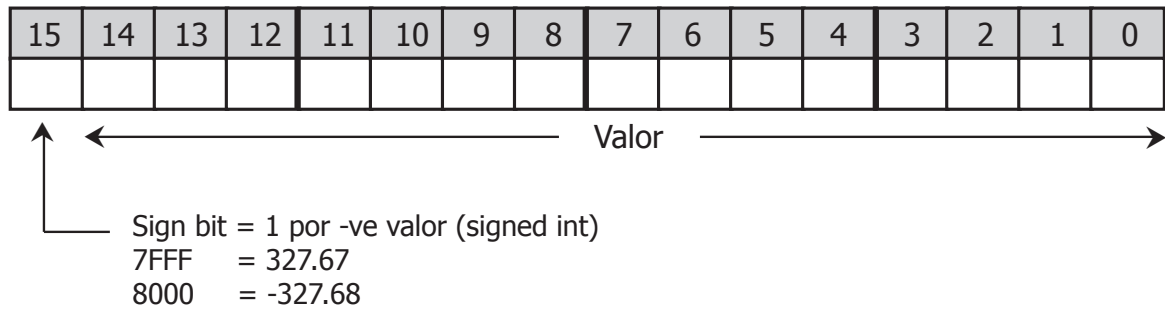 15 14 13 12 11 10 9 8 7 6 5 4 3 2 1 0
Valor
Sign bit = 1 por -ve valor (signed int)
7FFF = 327.67
8000 = -327.68